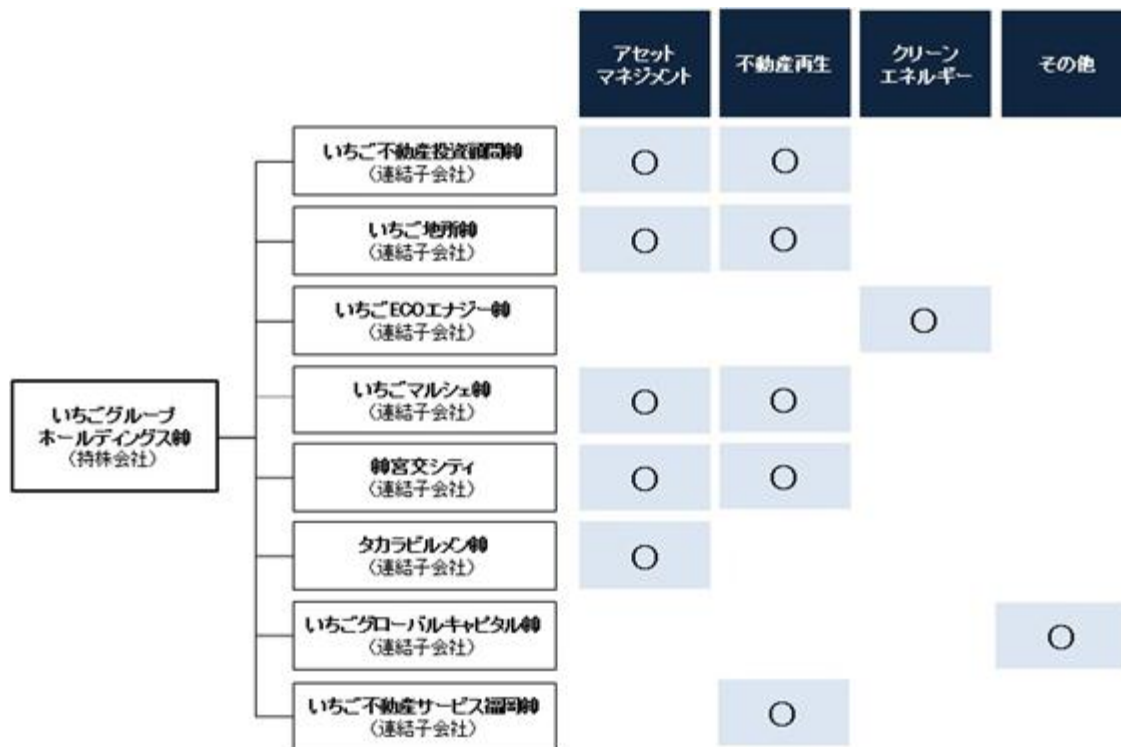 アセット
マネジメント
不動産再生
クリーン
エネルギー
その他
いちご不動産投資顧問㈱
(連結子会社)
〇 〇
いちご地所㈱
(連結子会社)
〇 〇
いちごECOエナジー㈱
(連結子会社)
〇
いちごマルシェ㈱
(連結子会社)
〇 〇
いちごグループ
ホールディングス㈱
(持株会社)
㈱宮交シティ
(連結子会社)
〇 〇
タカラビルメン㈱
(連結子会社)
〇
いちごグローバルキャピタル㈱
(連結子会社)
〇
いちご不動産サービス福岡㈱
(連結子会社)
〇